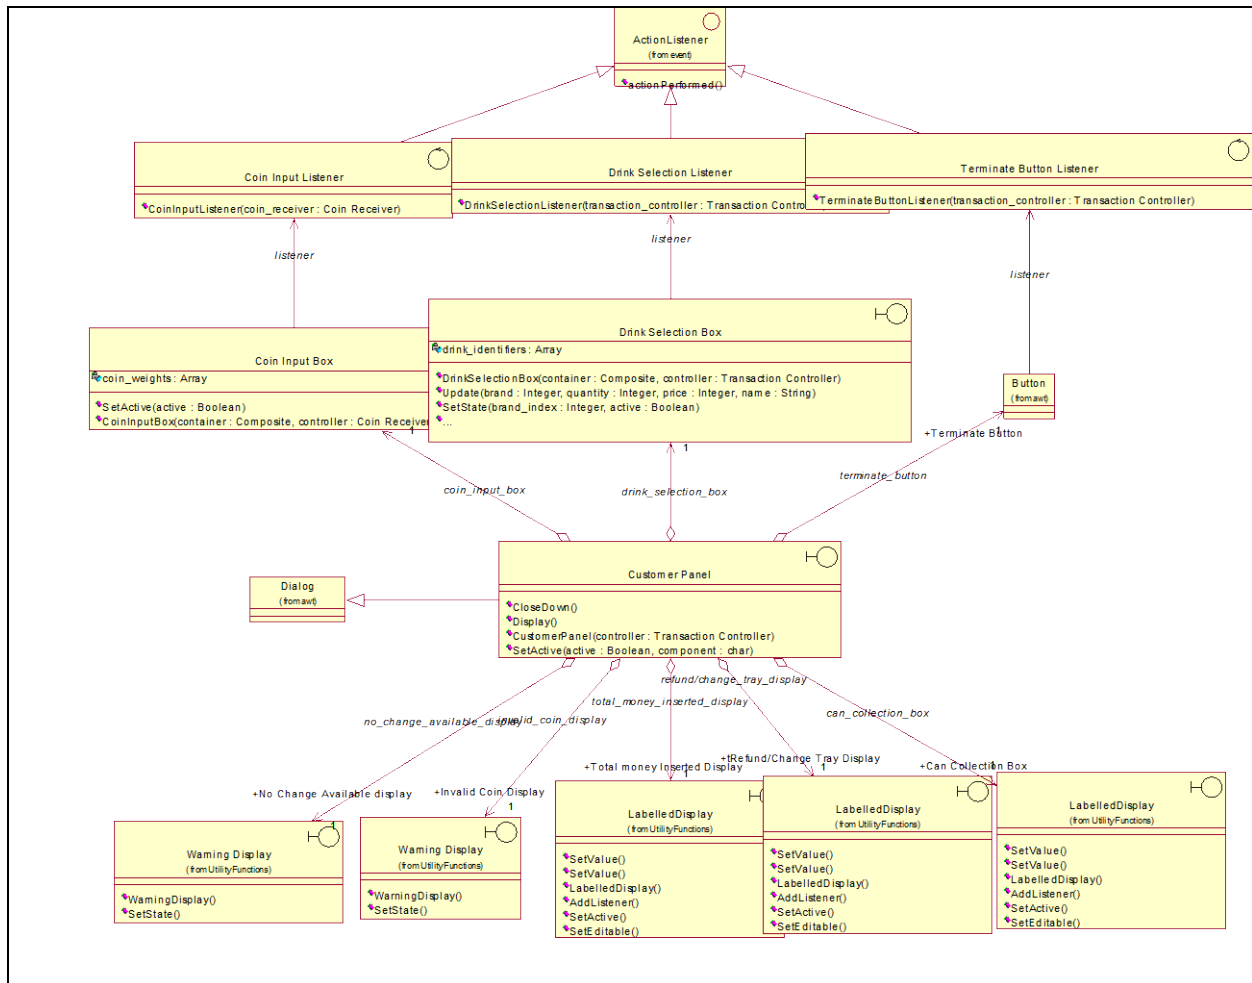 ActionListener
(from event)
actionPerformed()
Coin Input Listener
CoinInputListener(coin_receiver : Coin Receiver)
Drink Selection Listener
DrinkSelectionListener(transaction_controller : Transaction Controller)
Terminate Button Listener
TerminateButtonListener(transaction_controller : Transaction Controller)
listener
listener
listener
Coin Input Box
coin_weights : Array
SetActive(active : Boolean)
CoinInputBox(container : Composite, controller : Coin Receiver
1
Drink Selection Box
drink_identifiers : Array
DrinkSelectionBox(container : Composite, controller : Transaction Controller)
Update(brand : Integer, quantity : Integer, price : Integer, name : String)
SetState(brand_index : Integer, active : Boolean)
...
1
Button
(from awt)
+Terminate Button
1
coin_input_box
drink_selection_box
terminate_button
Dialog
(from awt)
Customer Panel
CloseDown()
Display()
CustomerPanel(controller : Transaction Controller)
SetActive(active : Boolean, component : char)
refund/change_tray_display
total_money_inserted_display
can_collection_box
no_change_available_display
invalid_coin_display
+No Change Available display
1
+Invalid Coin Display
1
+Total money Inserted Display
1
+tRefund/Change Tray Display
1
+Can Collection Box
1
Warning Display
(from UtilityFunctions)
WarningDisplay()
SetState()
Warning Display
(from UtilityFunctions)
WarningDisplay()
SetState()
LabelledDisplay
(from UtilityFunctions)
SetValue()
SetValue()
LabelledDisplay()
AddListener()
SetActive()
SetEditable()
LabelledDisplay
(from UtilityFunctions)
SetValue()
SetValue()
LabelledDisplay()
AddListener()
SetActive()
SetEditable()
LabelledDisplay
(from UtilityFunctions)
SetValue()
SetValue()
LabelledDisplay()
AddListener()
SetActive()
SetEditable()